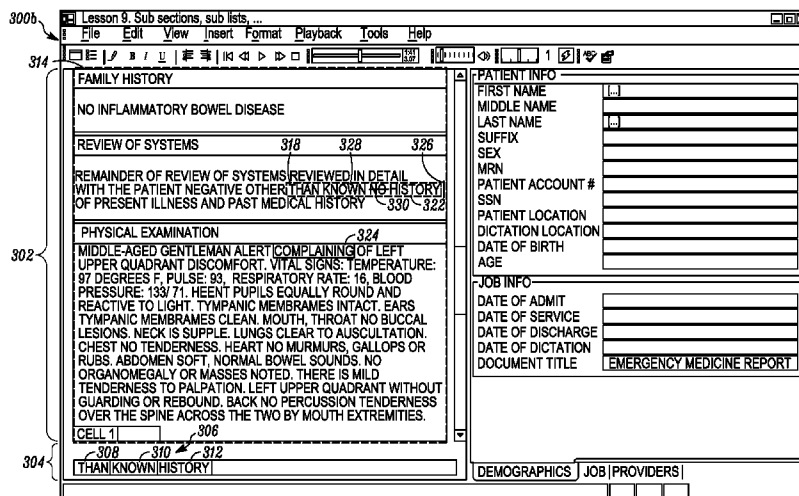 300b
Lesson 9. Sub sections, sub lists, ...
File Edit View Insert Format Playback Tools Help
B I U 1:41 3.07 1 ABC
314
FAMILY HISTORY
NO INFLAMMATORY BOWEL DISEASE
REVIEW OF SYSTEMS 318 328 326
REMAINDER OF REVIEW OF SYSTEMS REVIEWED IN DETAIL
WITH THE PATIENT NEGATIVE OTHER THAN KNOWN NO HISTORY
OF PRESENT ILLNESS AND PAST MEDICAL HISTORY 330 322
302
PHYSICAL EXAMINATION 324
MIDDLE-AGED GENTLEMAN ALERT COMPLAINING OF LEFT
UPPER QUADRANT DISCOMFORT. VITAL SIGNS: TEMPERATURE:
97 DEGREES F, PULSE: 93, RESPIRATORY RATE: 16, BLOOD
PRESSURE: 133/ 71. HEENT PUPILS EQUALLY ROUND AND
REACTIVE TO LIGHT. TYMPANIC MEMBRAMES INTACT. EARS
TYMPANIC MEMBRAMES CLEAN. MOUTH, THROAT NO BUCCAL
LESIONS. NECK IS SUPPLE. LUNGS CLEAR TO AUSCULTATION.
CHEST NO TENDERNESS. HEART NO MURMURS, GALLOPS OR
RUBS. ABDOMEN SOFT, NORMAL BOWEL SOUNDS. NO
ORGANOMEGALY OR MASSES NOTED. THERE IS MILD
TENDERNESS TO PALPATION. LEFT UPPER QUADRANT WITHOUT
GUARDING OR REBOUND. BACK NO PERCUSSION TENDERNESS
OVER THE SPINE ACROSS THE TWO BY MOUTH EXTREMITIES.
CELL 1
308 310 306 312
304
THAN KNOWN HISTORY
PATIENT INFO
FIRST NAME [...]
MIDDLE NAME
LAST NAME [...]
SUFFIX
SEX
MRN
PATIENT ACCOUNT #
SSN
PATIENT LOCATION
DICTATION LOCATION
DATE OF BIRTH
AGE
JOB INFO
DATE OF ADMIT
DATE OF SERVICE
DATE OF DISCHARGE
DATE OF DICTATION
DOCUMENT TITLE EMERGENCY MEDICINE REPORT
DEMOGRAPHICS JOB PROVIDERS